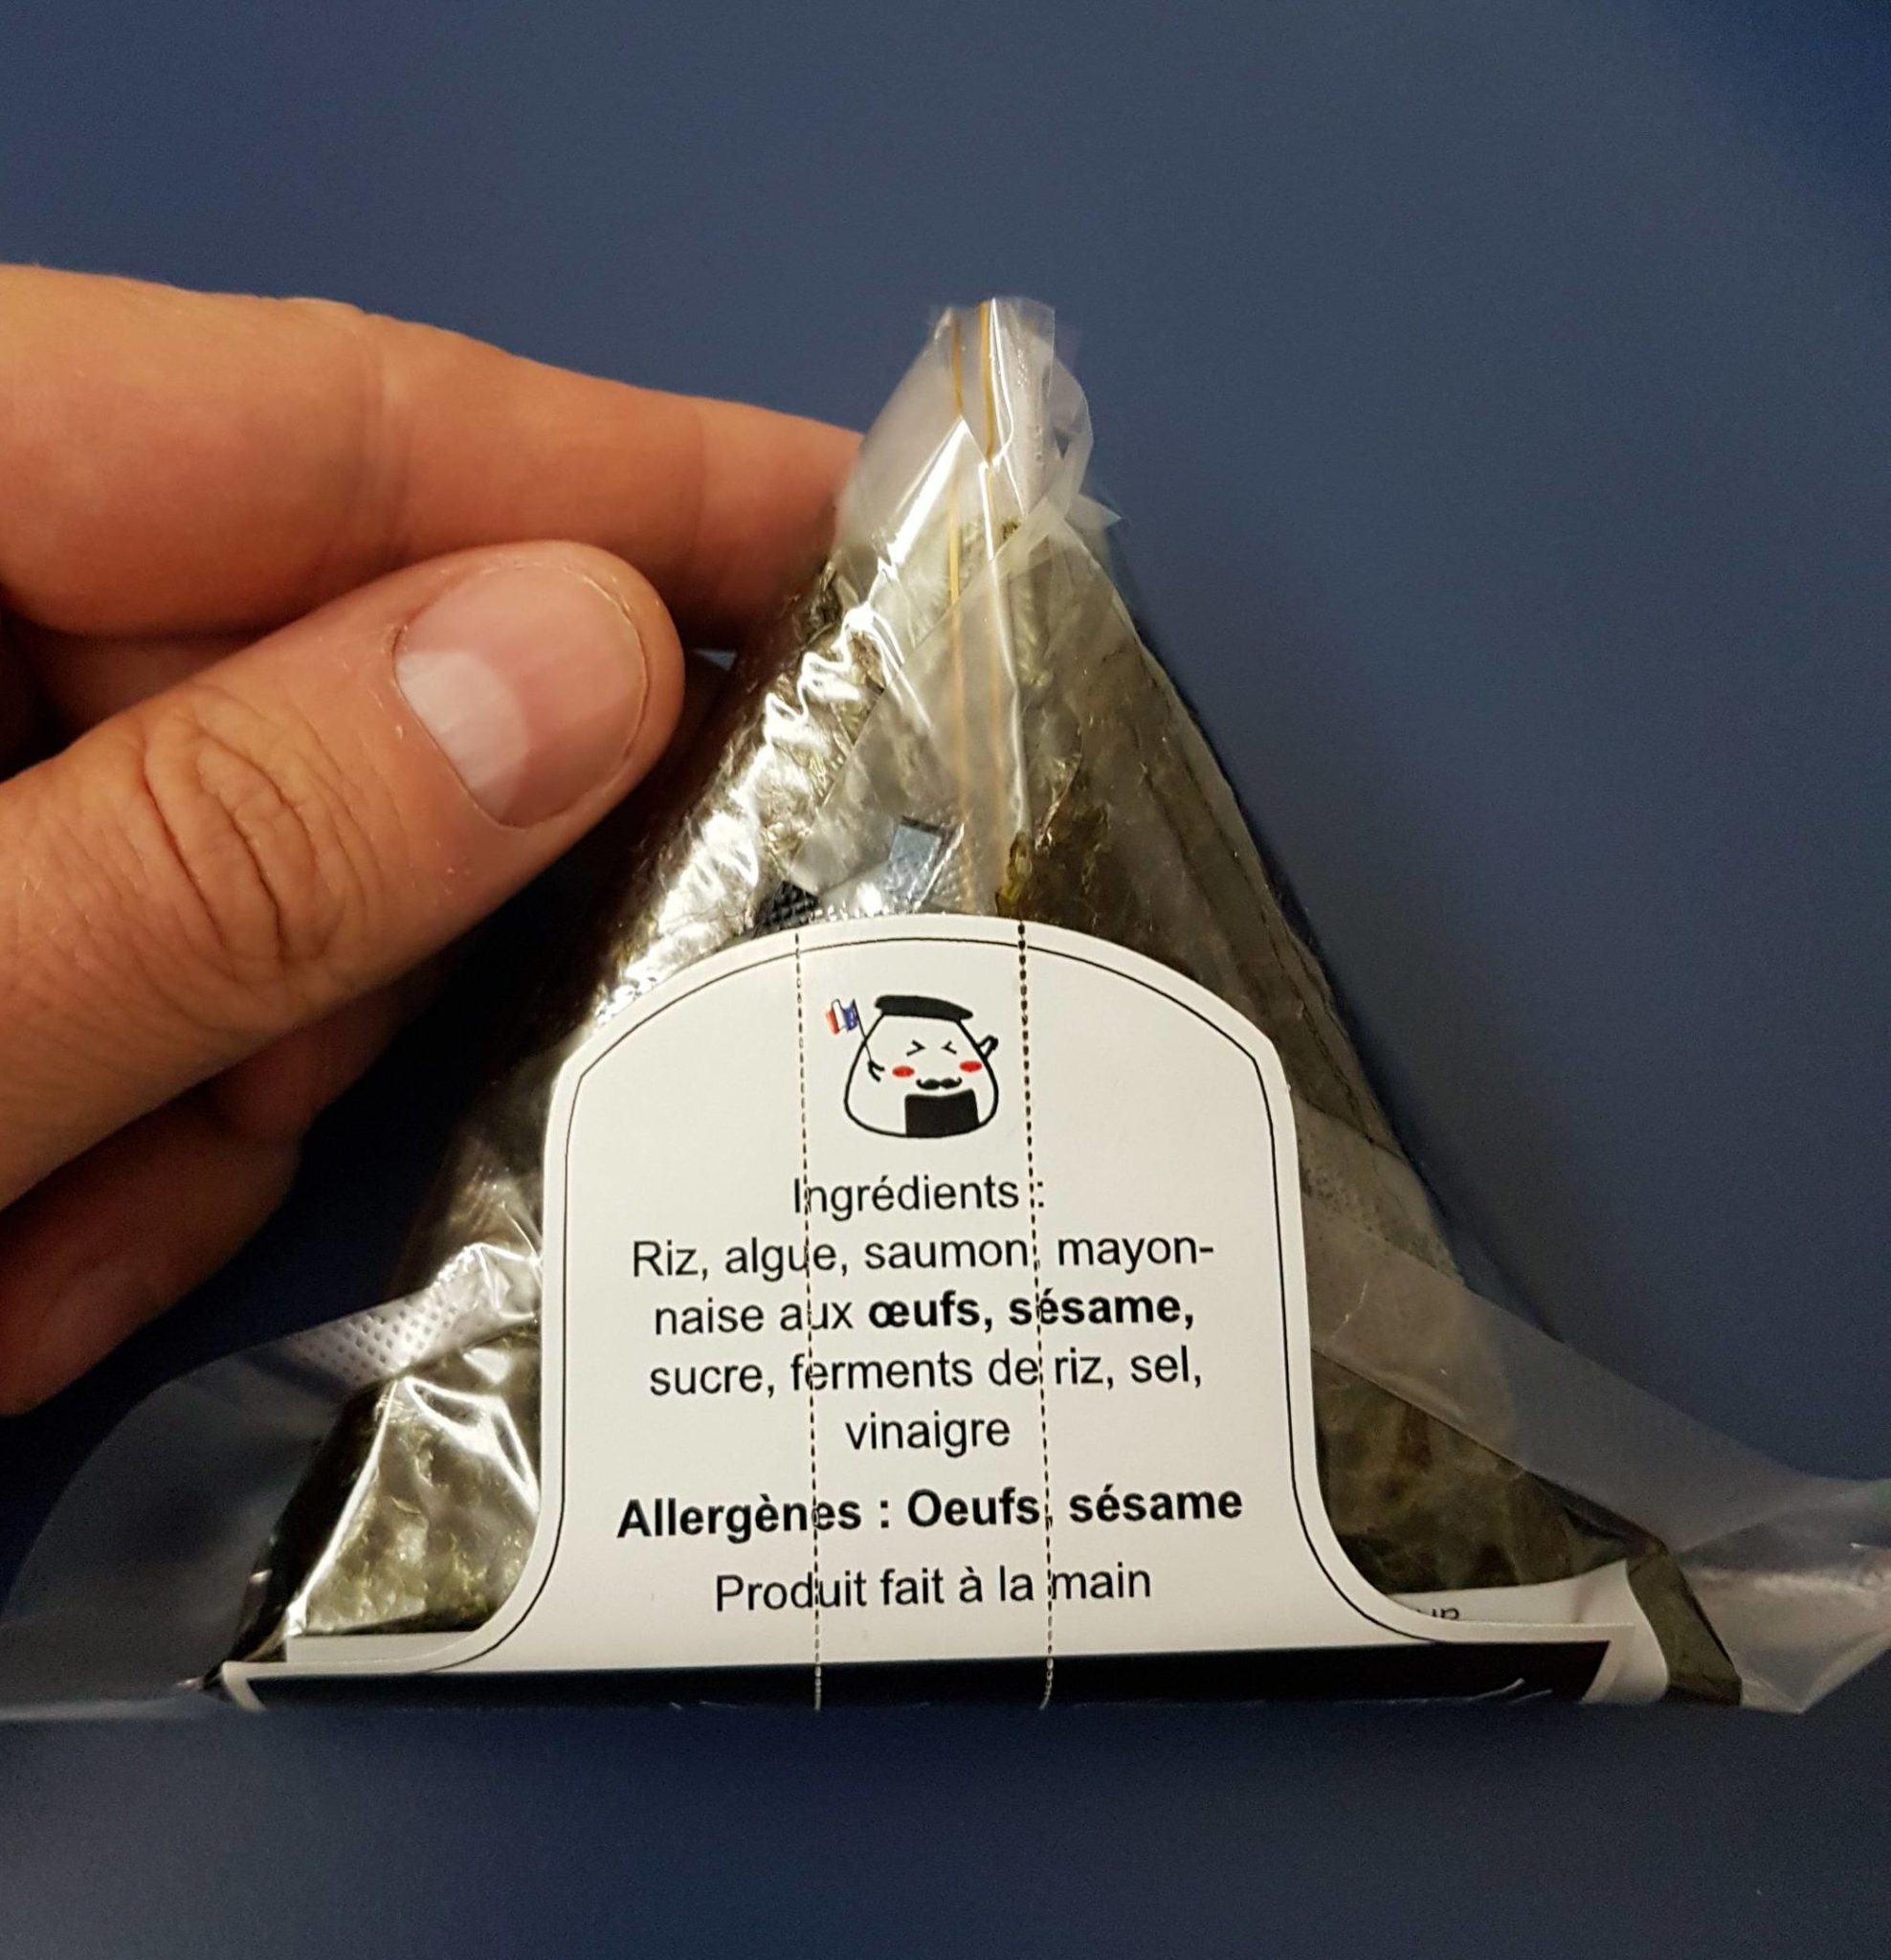 Ingrédients :
Riz, algue, saumon, mayon-
naise aux œufs, sésame,
sucre, ferments de riz, sel,
vinaigre
Allergènes : Oeufs, sésame
Produit fait à la main